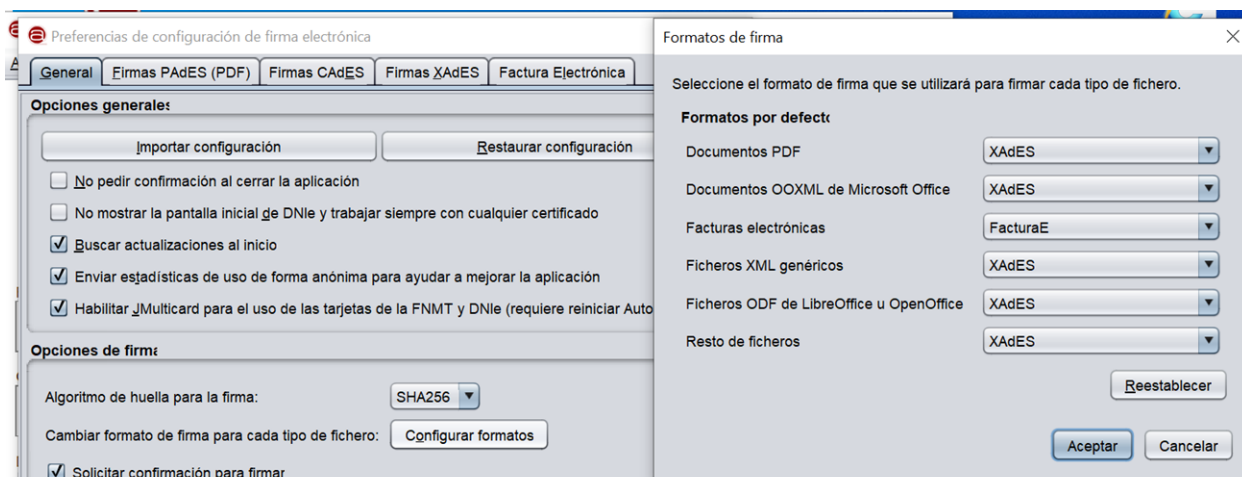 Preferencias de configuración de firma electrónica
General
Firmas PAdES (PDF)
Firmas CAdES
Firmas XAdES
Factura Electrónica
Opciones generales
Importar configuración
Restaurar configuración
No pedir confirmación al cerrar la aplicación
No mostrar la pantalla inicial de DNIe y trabajar siempre con cualquier certificado
Buscar actualizaciones al inicio
Enviar estadísticas de uso de forma anónima para ayudar a mejorar la aplicación
Habilitar JMulticard para el uso de las tarjetas de la FNMT y DNIe (requiere reiniciar Auto
Opciones de firma
Algoritmo de huella para la firma:
SHA256
Cambiar formato de firma para cada tipo de fichero:
Configurar formatos
Solicitar confirmación para firmar
Formatos de firma
Seleccione el formato de firma que se utilizará para firmar cada tipo de fichero.
Formatos por defecto
Documentos PDF
XAdES
Documentos OOXML de Microsoft Office
XAdES
Facturas electrónicas
FacturaE
Ficheros XML genéricos
XAdES
Ficheros ODF de LibreOffice u OpenOffice
XAdES
Resto de ficheros
XAdES
Reestablecer
Aceptar
Cancelar